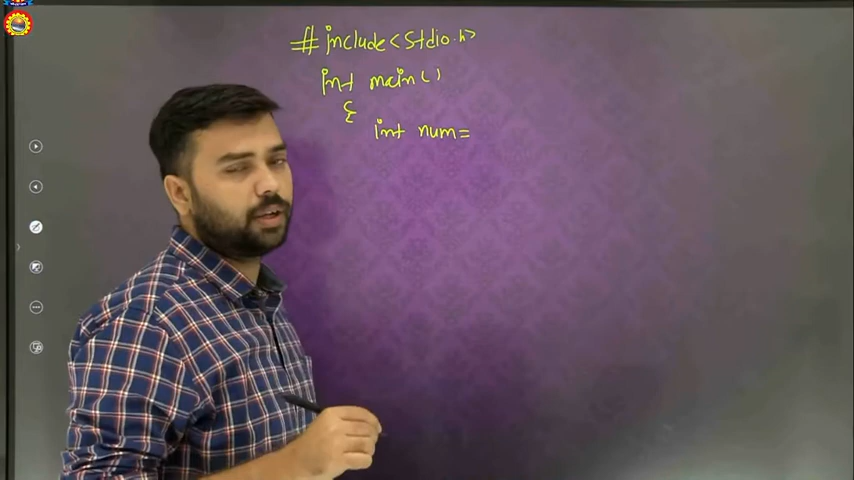 #include<stdio.h>
int main()
{
int num=